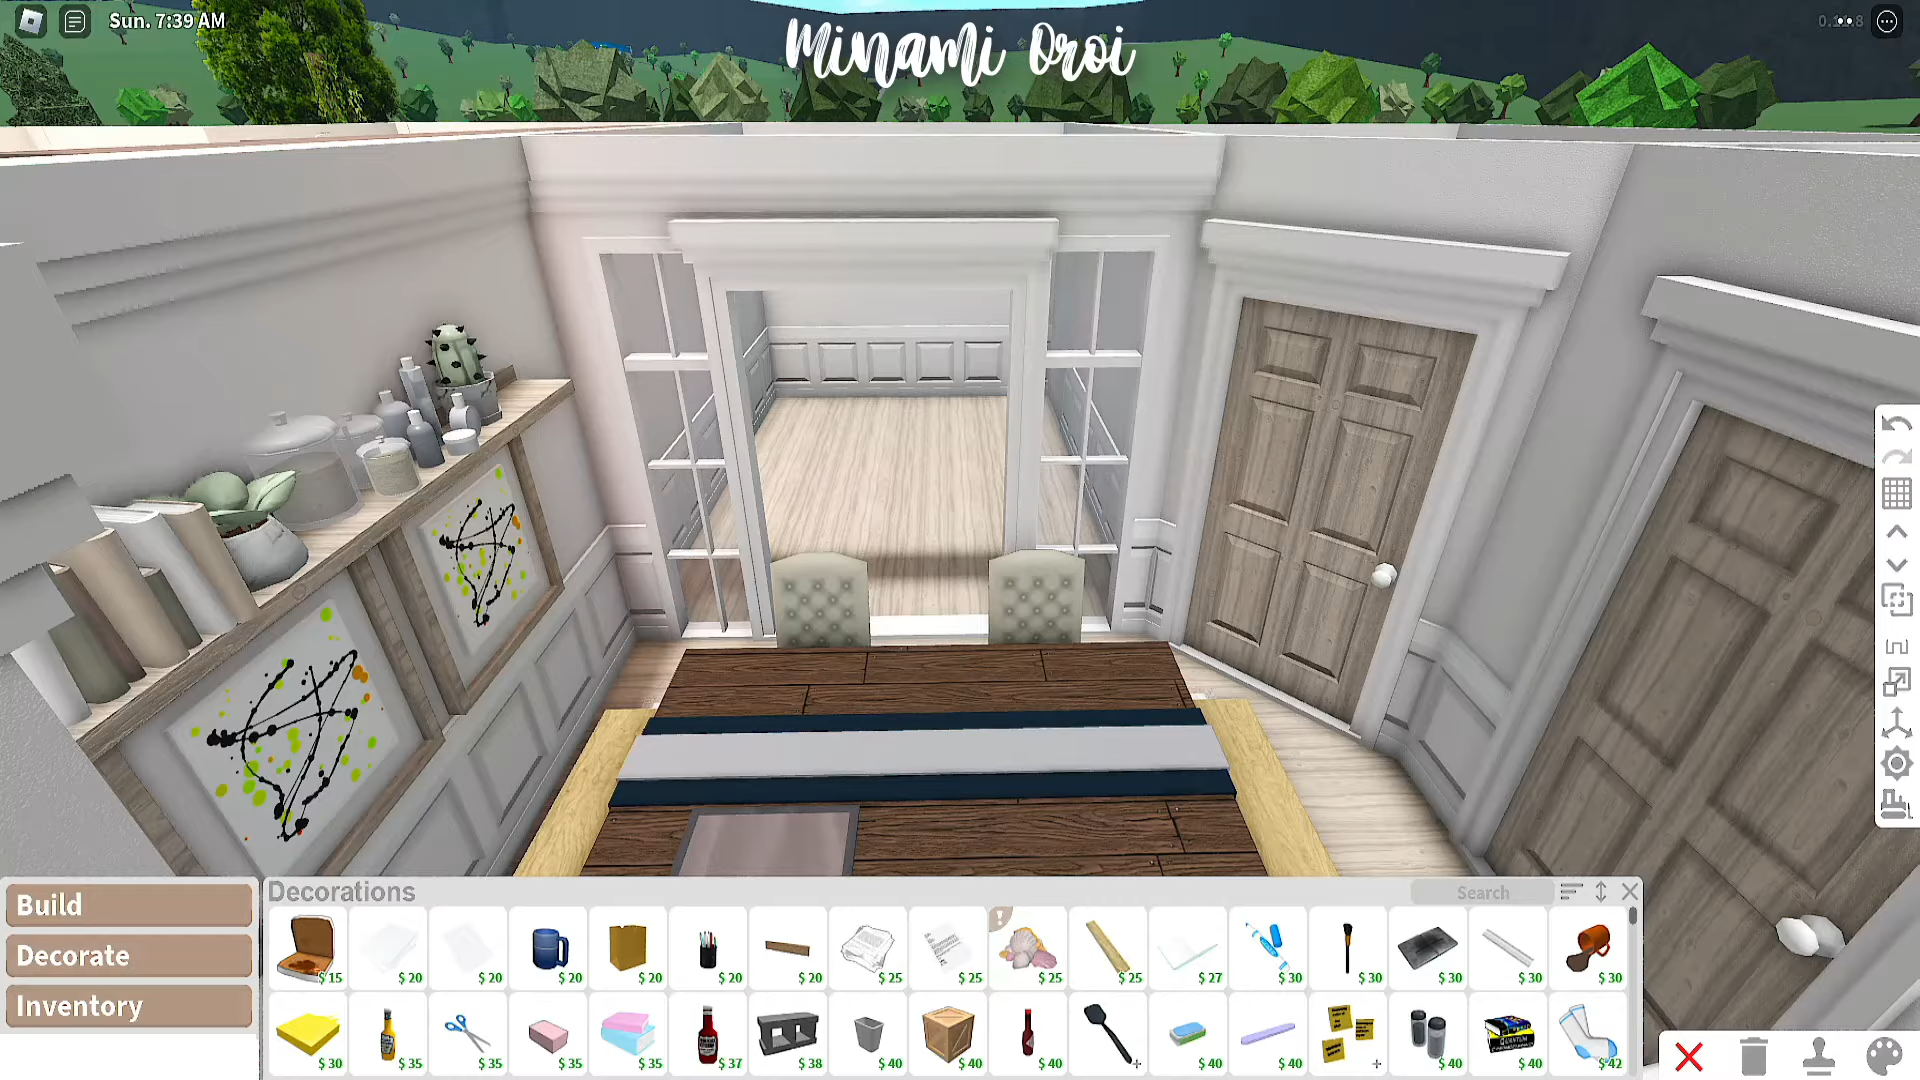 Sun. 7:39 AM
Minami Oroi
Build
Decorate
Inventory
Decorations
Search
$15 $20 $20 $20 $20 $20 $20 $25 $25 $25 $25 $27 $30 $30 $30 $30 $30
$30 $35 $35 $35 $35 $37 $38 $40 $40 $40 $40 $40 $40 $40 $40 $42